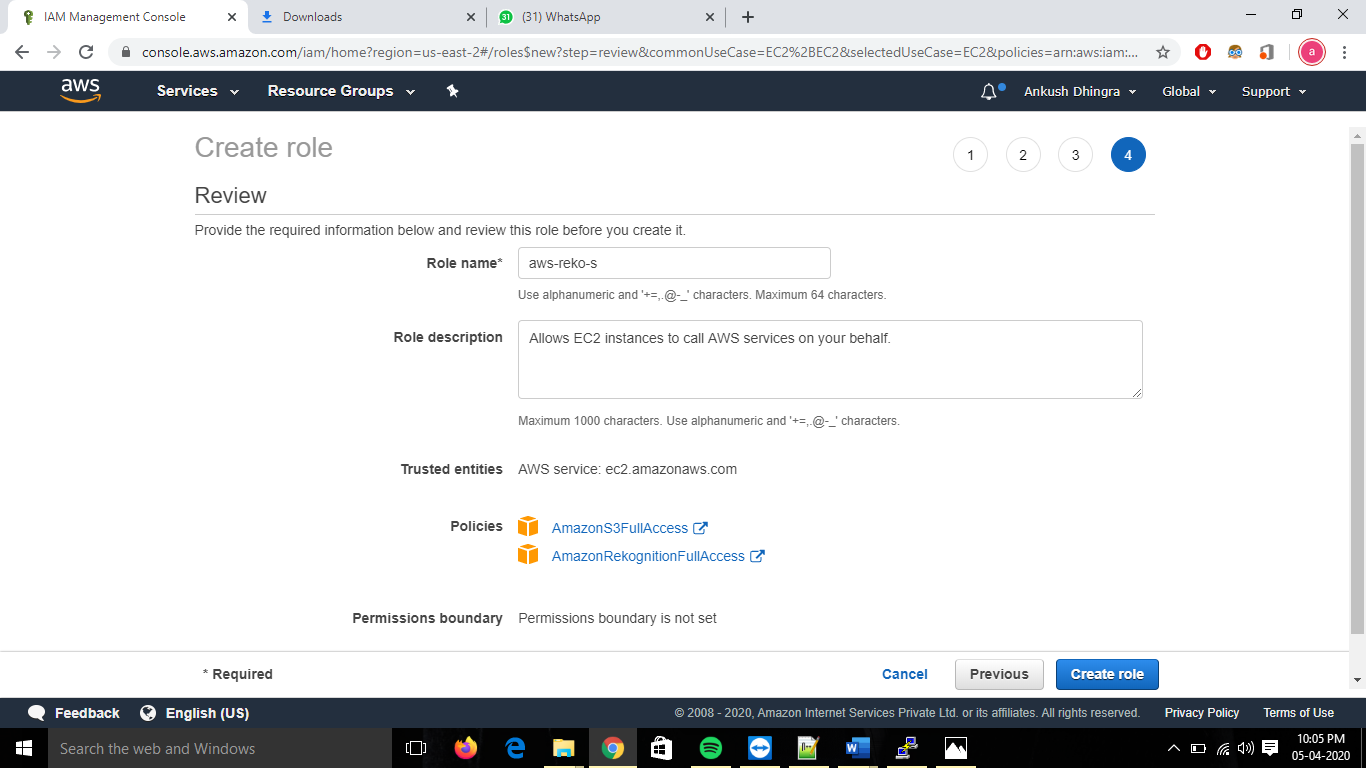 IAM Management Console
Downloads
(31) WhatsApp
console.aws.amazon.com/iam/home?region=us-east-2#/roles$new?step=review&commonUseCase=EC2%2BEC2&selectedUseCase=EC2&policies=arn:aws:iam:...
a
aws
Services
Resource Groups
Ankush Dhingra
Global
Support
Create role
1
2
3
4
Review
Provide the required information below and review this role before you create it.
Role name*
aws-reko-s
Use alphanumeric and '+=,.@-_' characters. Maximum 64 characters.
Role description
Allows EC2 instances to call AWS services on your behalf.
Maximum 1000 characters. Use alphanumeric and '+=,.@-_' characters.
Trusted entities
AWS service: ec2.amazonaws.com
Policies
AmazonS3FullAccess
AmazonRekognitionFullAccess
Permissions boundary
Permissions boundary is not set
* Required
Cancel
Previous
Create role
Feedback
English (US)
© 2008 - 2020, Amazon Internet Services Private Ltd. or its affiliates. All rights reserved.
Privacy Policy
Terms of Use
Search the web and Windows
10:05 PM
05-04-2020